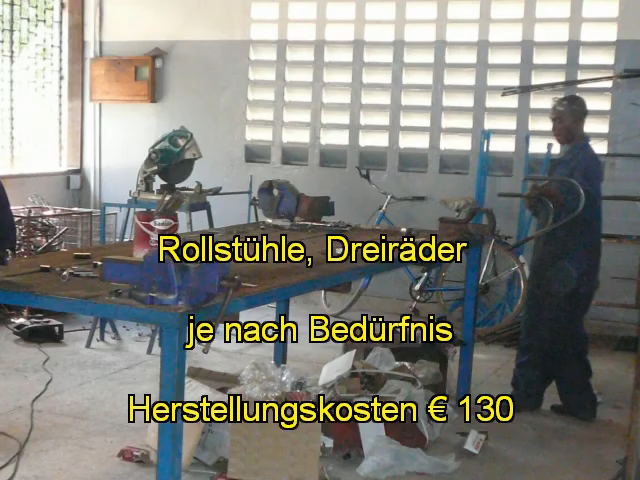 Rollstühle, Dreiräder
je nach Bedürfnis
Herstellungskosten € 130